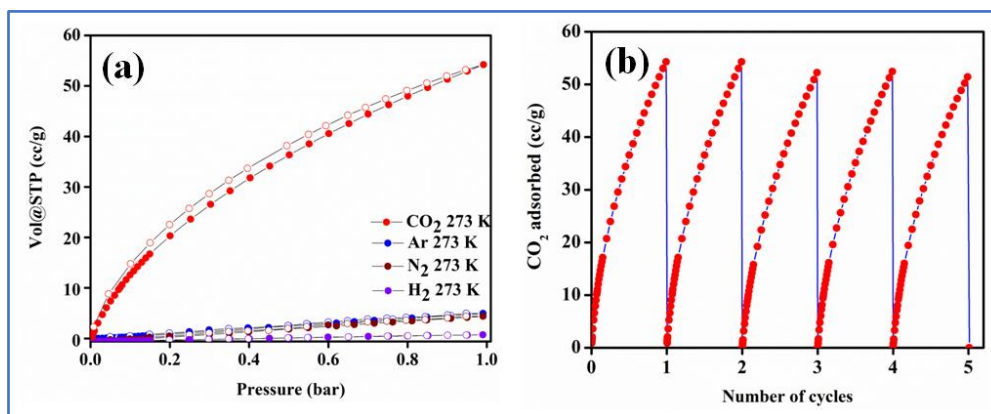 (a)
60
50
40
30
20
10
0
Vol@STP (cc/g)
CO₂ 273 K
Ar 273 K
N₂ 273 K
H₂ 273 K
0.0 0.2 0.4 0.6 0.8 1.0
Pressure (bar)
(b)
60
50
40
30
20
10
0
CO₂ adsorbed (cc/g)
0 1 2 3 4 5
Number of cycles